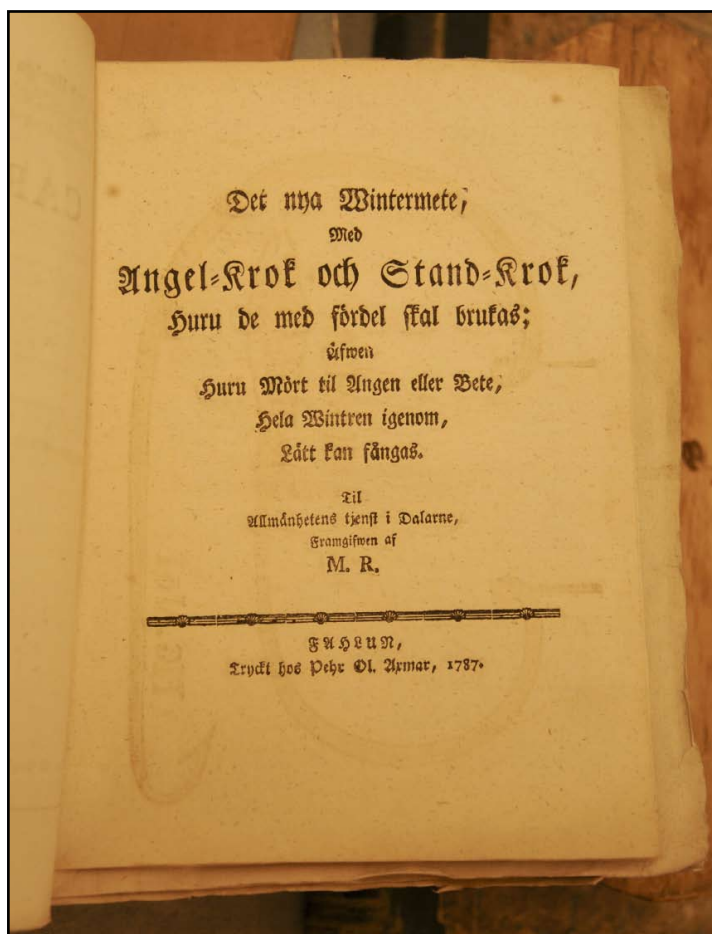 Det nya Wintermete,
Med
Angel-Krok och Stand-Krok,
Huru de med fördel skal brukas;
Äfwen
Huru Mört til Angen eller Bete,
Hela Wintren igenom,
Lätt kan fångas.
Til
Allmänhetens tjenst i Dalarne,
Framgifwen af
M. R.
FAHLUN,
Tryckt hos Pehr Ol. Axmar, 1787.